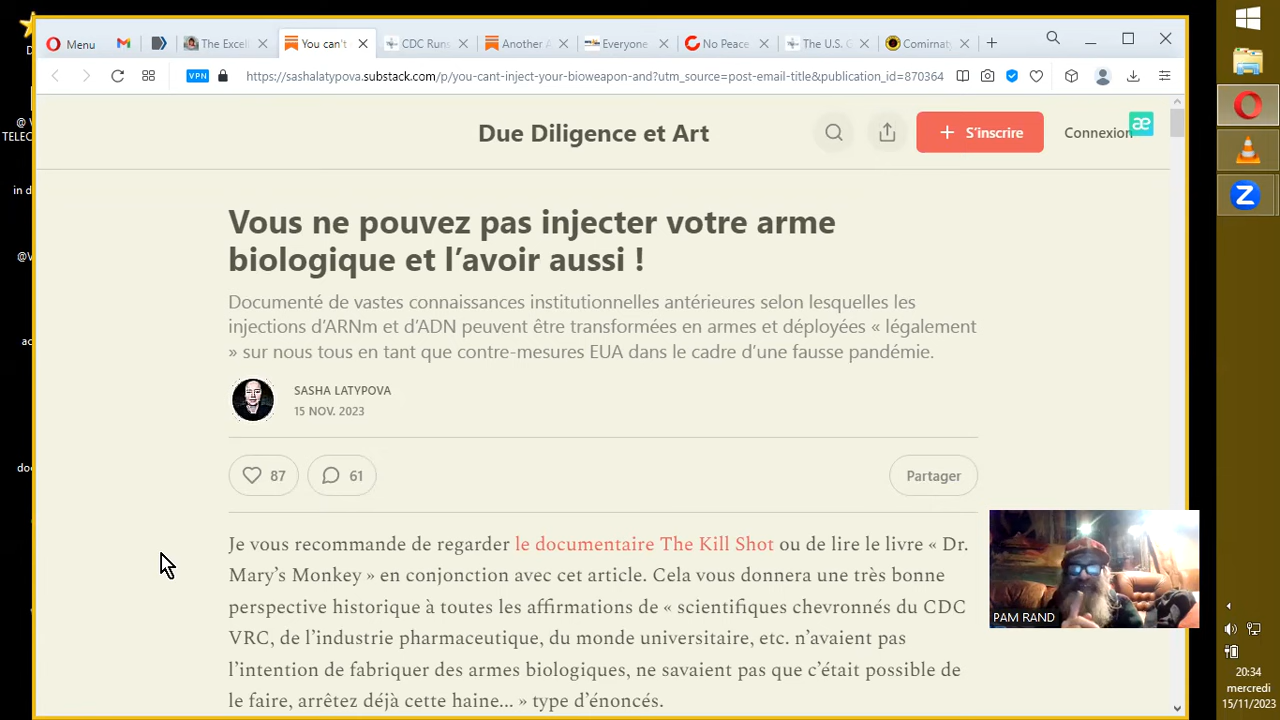 Menu
The Excell
You can't
CDC Runs
Another A
Everyone
No Peace
The U.S. G
Comirnaty
VPN
https://sashalatypova.substack.com/p/you-cant-inject-your-bioweapon-and?utm_source=post-email-title&publication_id=870364
Due Diligence et Art
S'inscrire
Connexion
æ
Vous ne pouvez pas injecter votre arme
biologique et l'avoir aussi !
Documenté de vastes connaissances institutionnelles antérieures selon lesquelles les
injections d'ARNm et d'ADN peuvent être transformées en armes et déployées « légalement
» sur nous tous en tant que contre-mesures EUA dans le cadre d'une fausse pandémie.
SASHA LATYPOVA
15 NOV. 2023
87
61
Partager
Je vous recommande de regarder le documentaire The Kill Shot ou de lire le livre « Dr.
Mary's Monkey » en conjonction avec cet article. Cela vous donnera une très bonne
perspective historique à toutes les affirmations de « scientifiques chevronnés du CDC
VRC, de l'industrie pharmaceutique, du monde universitaire, etc. n'avaient pas
l'intention de fabriquer des armes biologiques, ne savaient pas que c'était possible de
le faire, arrêtez déjà cette haine... » type d'énoncés.
PAM RAND
20:34
mercredi
15/11/2023